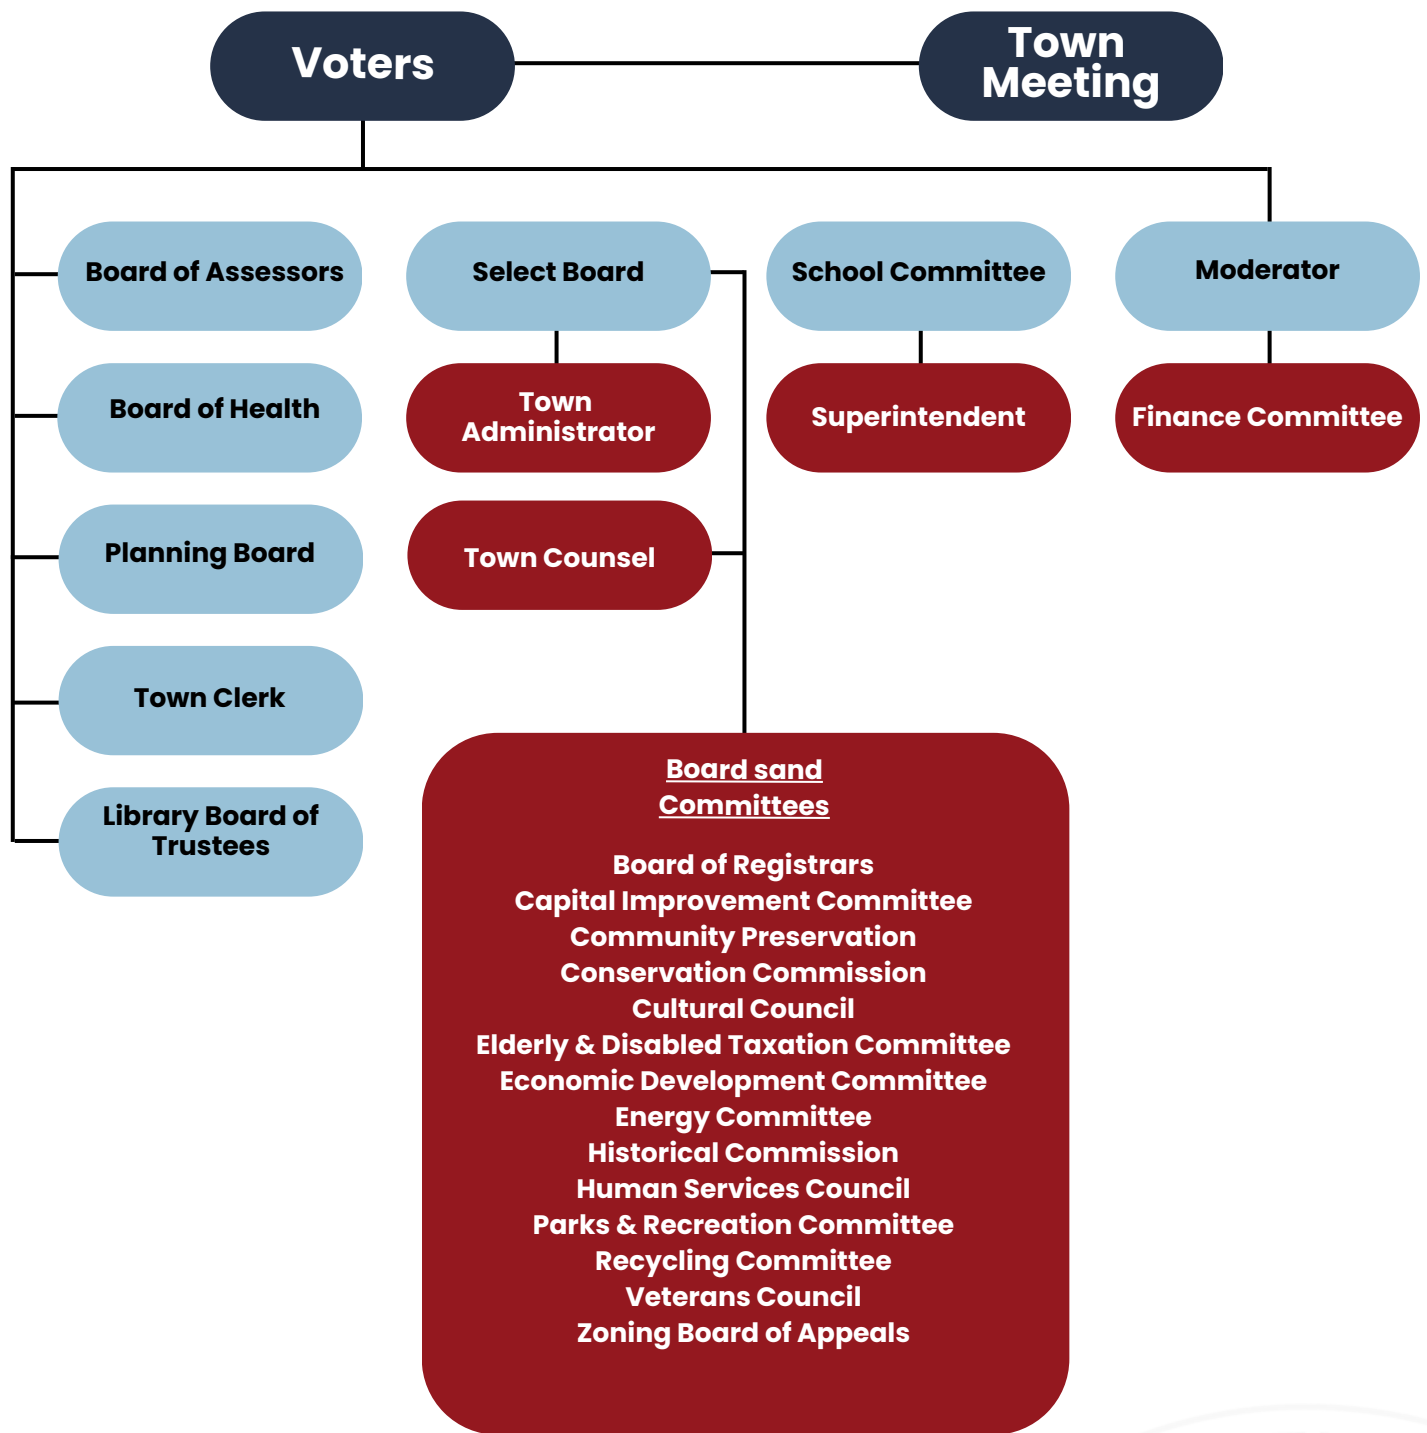 Voters
Town
Meeting
Board of Assessors
Select Board
School Committee
Moderator
Board of Health
Town
Administrator
Superintendent
Finance Committee
Planning Board
Town Counsel
Town Clerk
Library Board of
Trustees
Board sand
Committees
Board of Registrars
Capital Improvement Committee
Community Preservation
Conservation Commission
Cultural Council
Elderly & Disabled Taxation Committee
Economic Development Committee
Energy Committee
Historical Commission
Human Services Council
Parks & Recreation Committee
Recycling Committee
Veterans Council
Zoning Board of Appeals